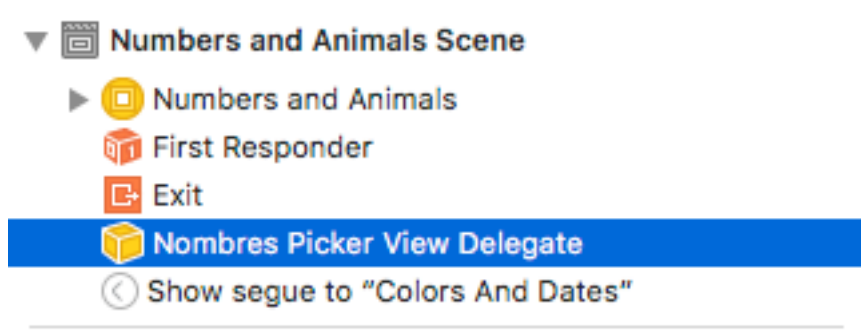 Numbers and Animals Scene
Numbers and Animals
First Responder
Exit
Nombres Picker View Delegate
Show segue to “Colors And Dates”